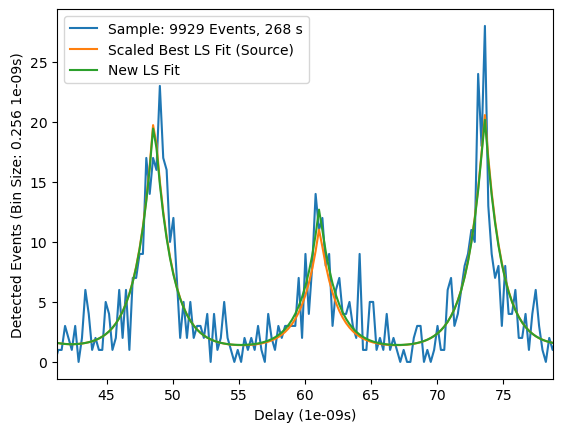 Sample: 9929 Events, 268 s
Scaled Best LS Fit (Source)
New LS Fit
Detected Events (Bin Size: 0.256 1e-09s)
25
20
15
10
5
0
45
50
55
60
65
70
75
Delay (1e-09s)